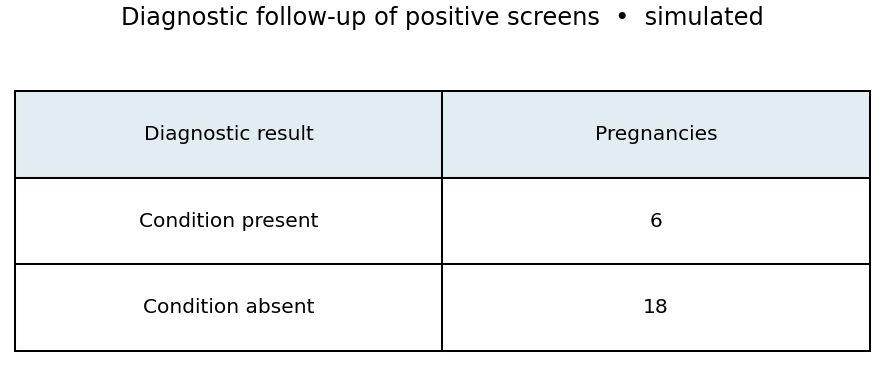 Diagnostic follow-up of positive screens • simulated
Diagnostic result Pregnancies
Condition present 6
Condition absent 18